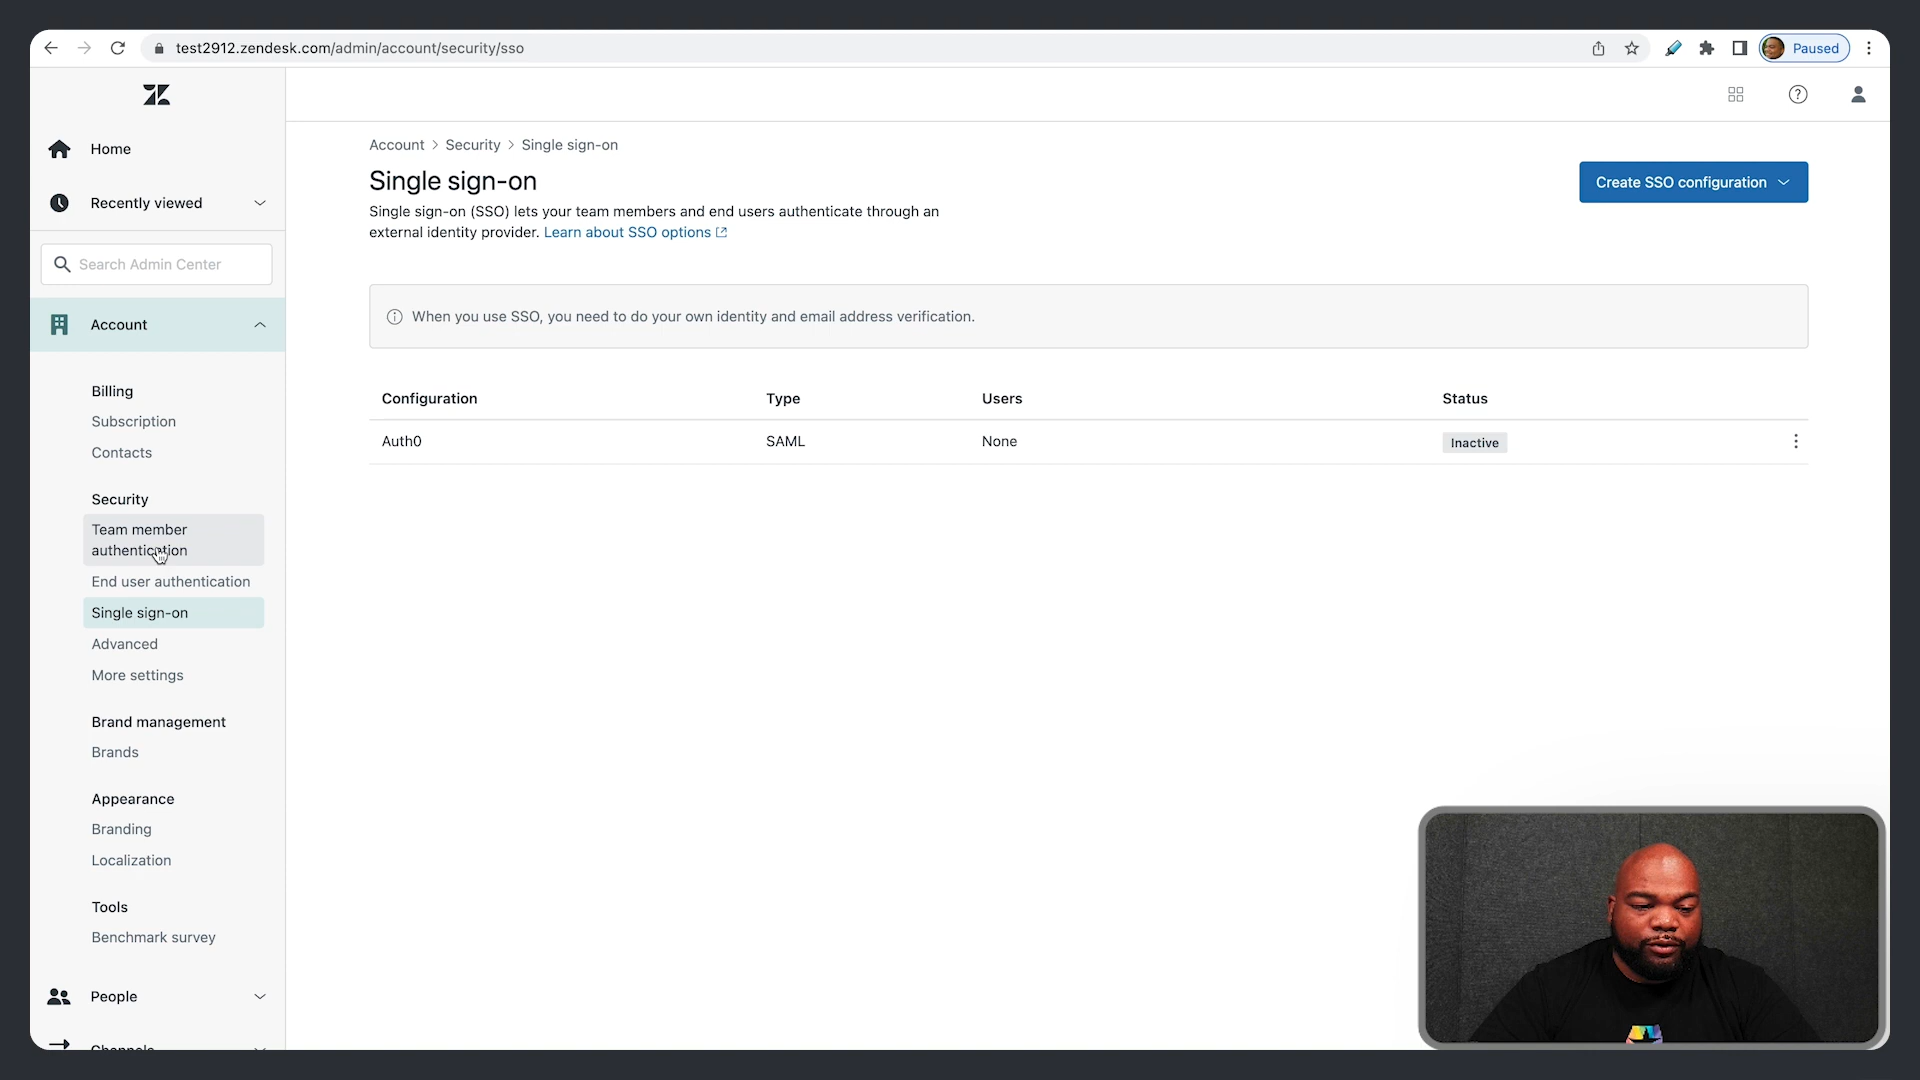 test2912.zendesk.com/admin/account/security/sso
Paused
Home
Recently viewed
Search Admin Center
Account
Billing
Subscription
Contacts
Security
Team member
authentication
End user authentication
Single sign-on
Advanced
More settings
Brand management
Brands
Appearance
Branding
Localization
Tools
Benchmark survey
People
Channels
Account > Security > Single sign-on
Single sign-on
Single sign-on (SSO) lets your team members and end users authenticate through an
external identity provider. Learn about SSO options
Create SSO configuration
When you use SSO, you need to do your own identity and email address verification.
Configuration Type Users Status
Auth0 SAML None Inactive